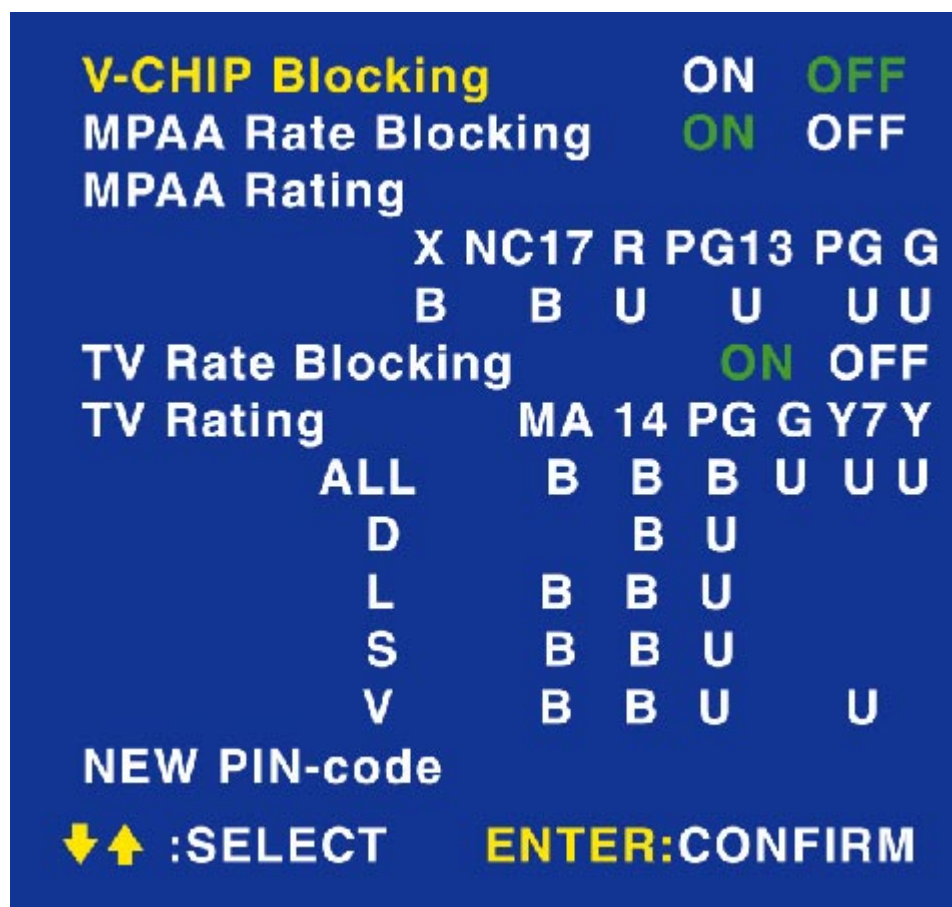 V-CHIP Blocking ON OFF
MPAA Rate Blocking ON OFF
MPAA Rating
X NC17 R PG13 PG G
B B U U U U
TV Rate Blocking ON OFF
TV Rating MA 14 PG G Y7 Y
ALL B B B U U U
D B U
L B B U
S B B U
V B B U U
NEW PIN-code
:SELECT ENTER:CONFIRM